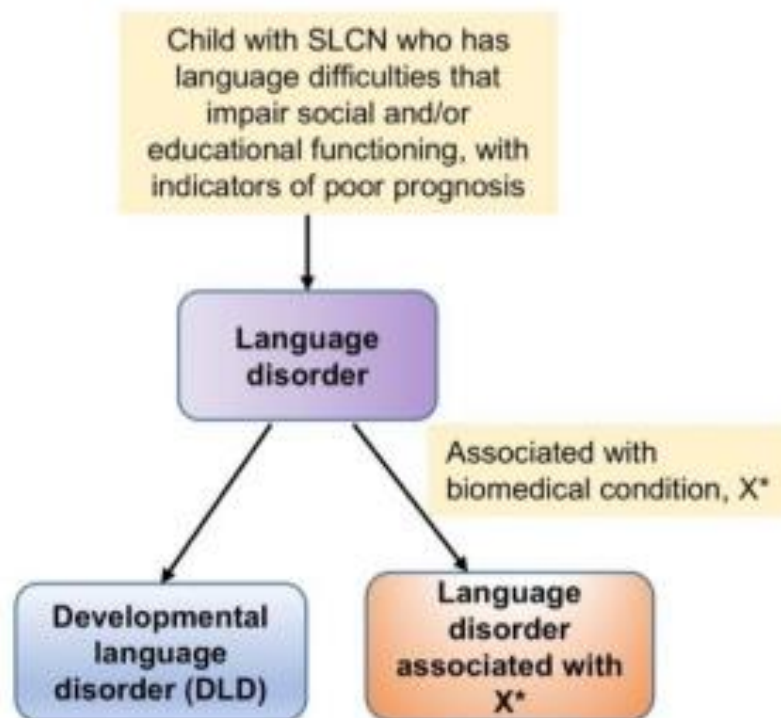 Child with SLCN who has
language difficulties that
impair social and/or
educational functioning, with
indicators of poor prognosis
Language
disorder
Associated with
biomedical condition, X*
Developmental
language
disorder (DLD)
Language
disorder
associated with
X*